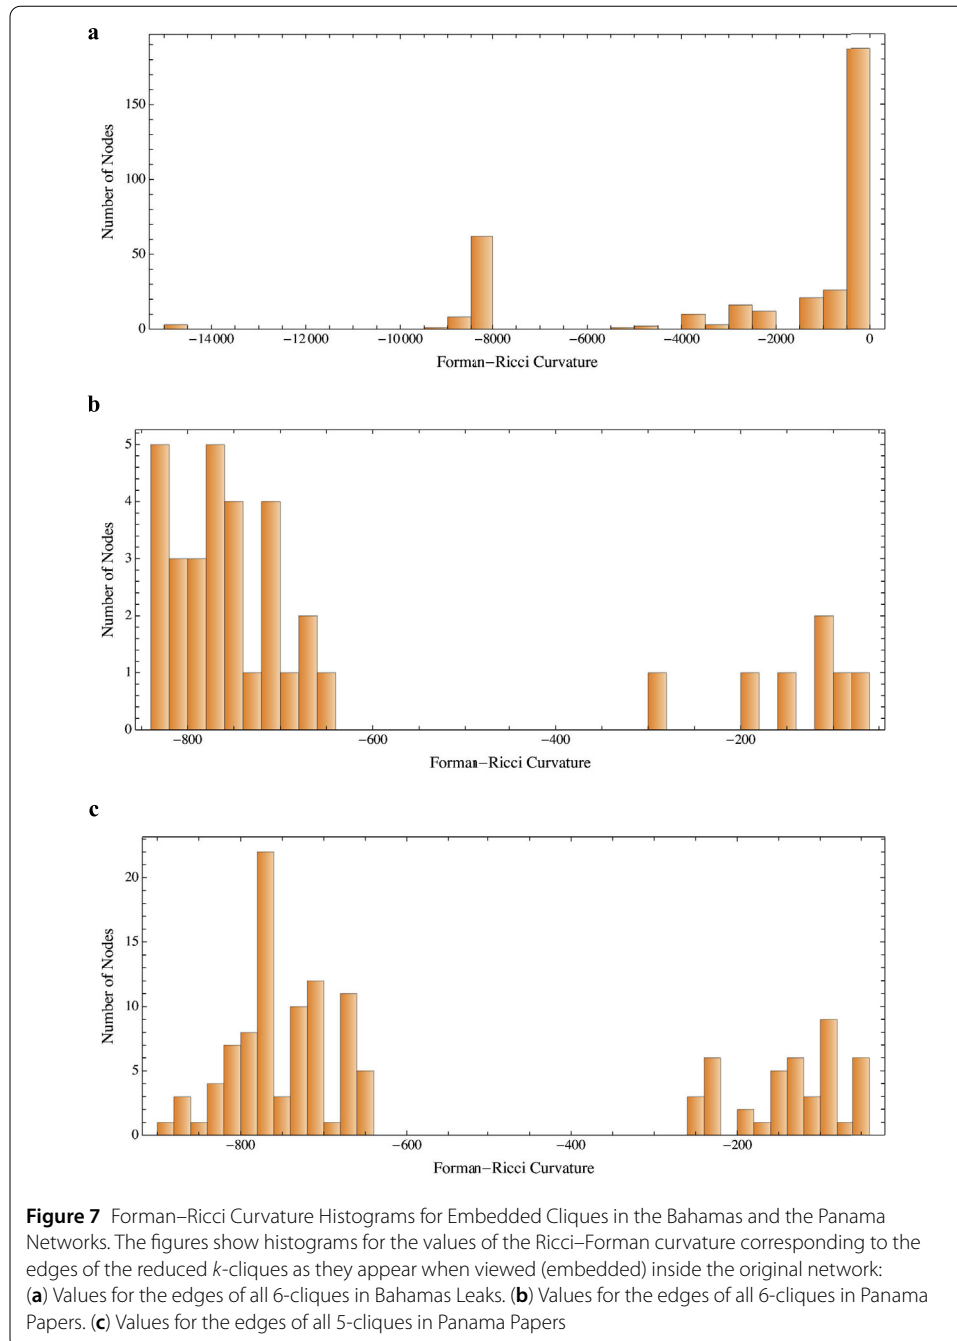 a
150
100
50
0
Number of Nodes
−14 000 −12 000 −10 000 −8000 −6000 −4000 −2000 0
Forman−Ricci Curvature
b
5
4
3
2
1
0
Number of Nodes
−800 −600 −400 −200
Forman−Ricci Curvature
c
20
15
10
5
0
Number of Nodes
−800 −600 −400 −200
Forman−Ricci Curvature
Figure 7 Forman–Ricci Curvature Histograms for Embedded Cliques in the Bahamas and the Panama
Networks. The figures show histograms for the values of the Ricci–Forman curvature corresponding to the
edges of the reduced k-cliques as they appear when viewed (embedded) inside the original network:
(a) Values for the edges of all 6-cliques in Bahamas Leaks. (b) Values for the edges of all 6-cliques in Panama
Papers. (c) Values for the edges of all 5-cliques in Panama Papers